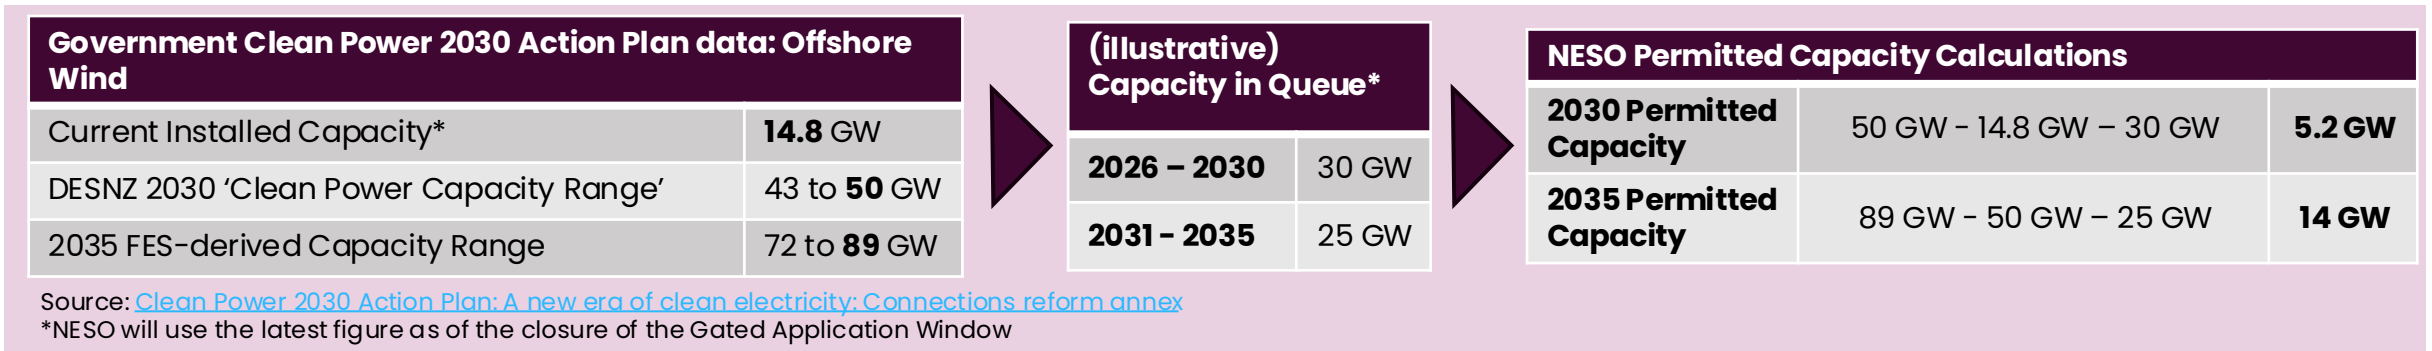 Government Clean Power 2030 Action Plan data: Offshore
Wind
Current Installed Capacity*
14.8 GW
DESNZ 2030 ‘Clean Power Capacity Range’
43 to 50 GW
2035 FES-derived Capacity Range
72 to 89 GW
(illustrative)
Capacity in Queue*
2026 – 2030
30 GW
2031 - 2035
25 GW
NESO Permitted Capacity Calculations
2030 Permitted
Capacity
50 GW - 14.8 GW – 30 GW
5.2 GW
2035 Permitted
Capacity
89 GW - 50 GW – 25 GW
14 GW
Source: Clean Power 2030 Action Plan: A new era of clean electricity: Connections reform annex
*NESO will use the latest figure as of the closure of the Gated Application Window